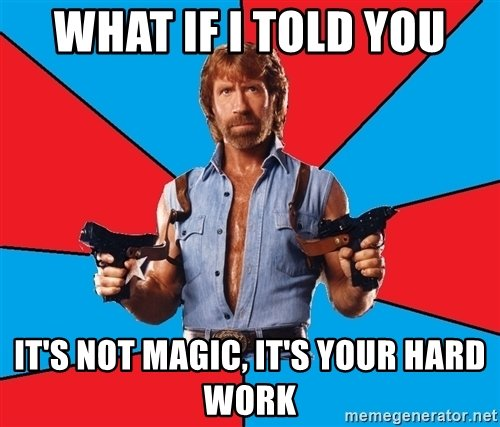 WHAT IF I TOLD YOU
IT'S NOT MAGIC, IT'S YOUR HARD
WORK
memegenerator.net